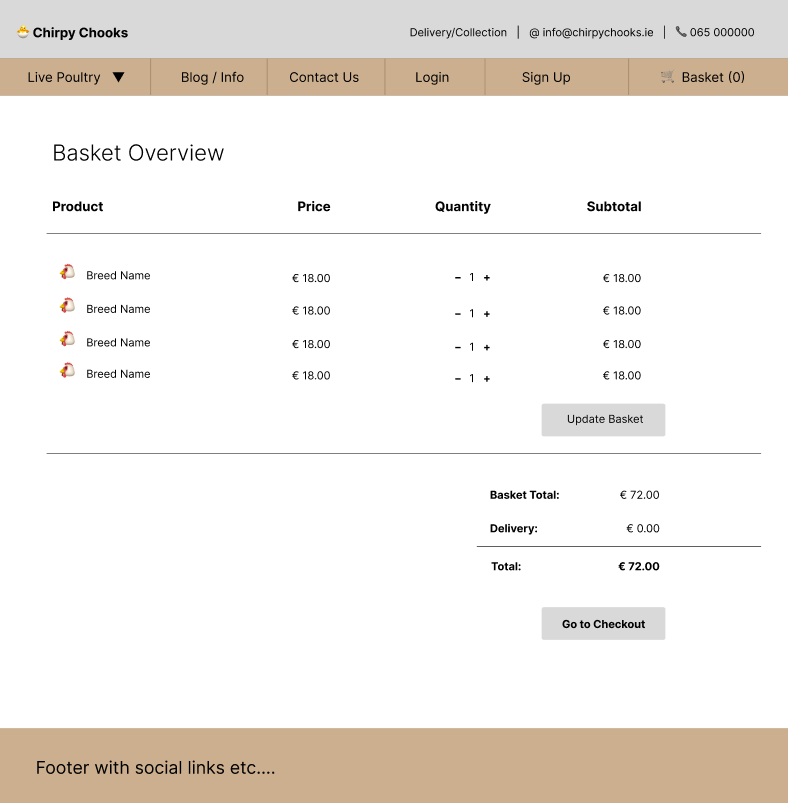 Chirpy Chooks
Delivery/Collection | @ info@chirpychooks.ie | 065 000000
Live Poultry ▼ Blog / Info Contact Us Login Sign Up Basket (0)
Basket Overview
Product Price Quantity Subtotal
Breed Name € 18.00 – 1 + € 18.00
Breed Name € 18.00 – 1 + € 18.00
Breed Name € 18.00 – 1 + € 18.00
Breed Name € 18.00 – 1 + € 18.00
Update Basket
Basket Total: € 72.00
Delivery: € 0.00
Total: € 72.00
Go to Checkout
Footer with social links etc....